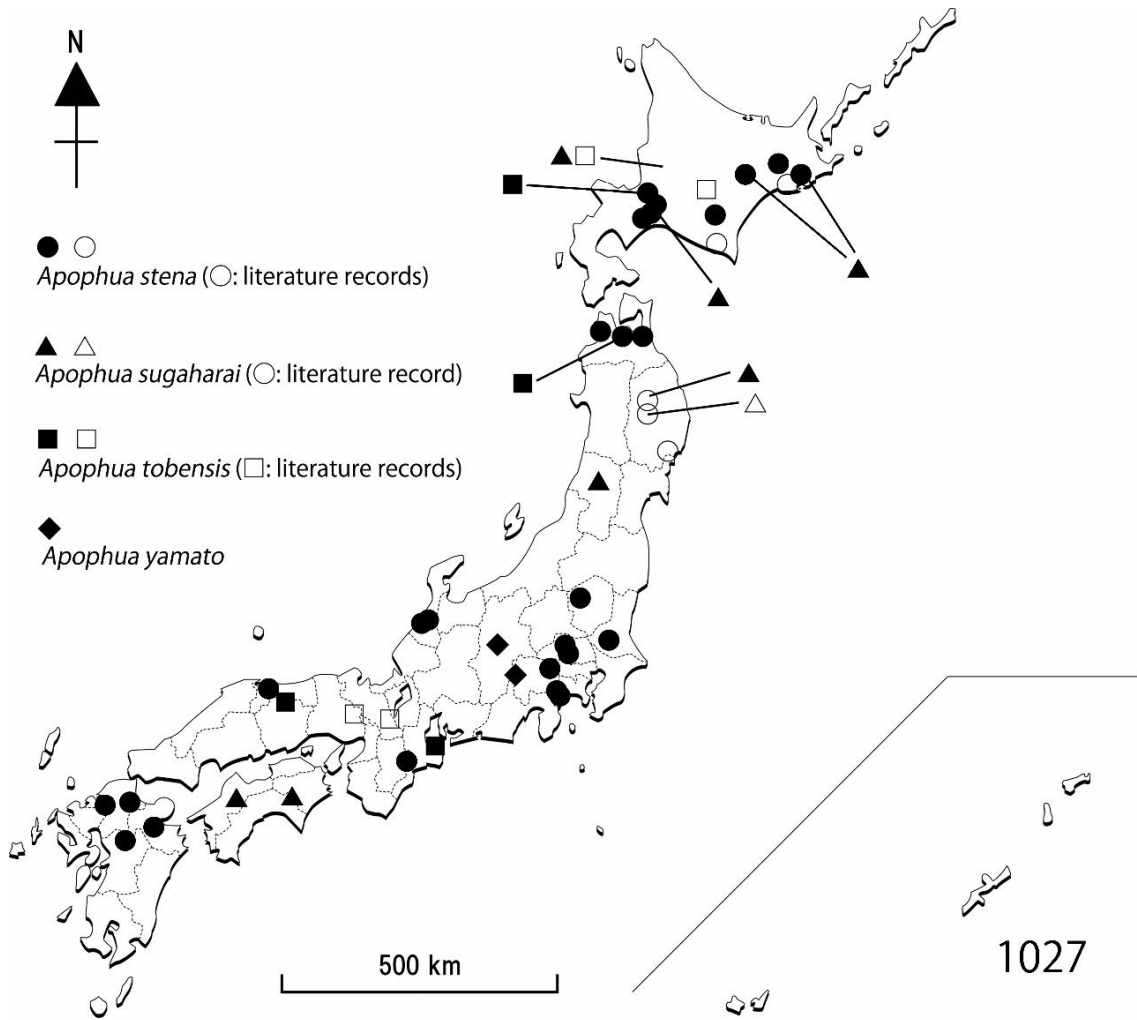 N
Apophua stena (○: literature records)
Apophua sugaharai (○: literature record)
Apophua tobensis (□: literature records)
Apophua yamato
500 km
1027